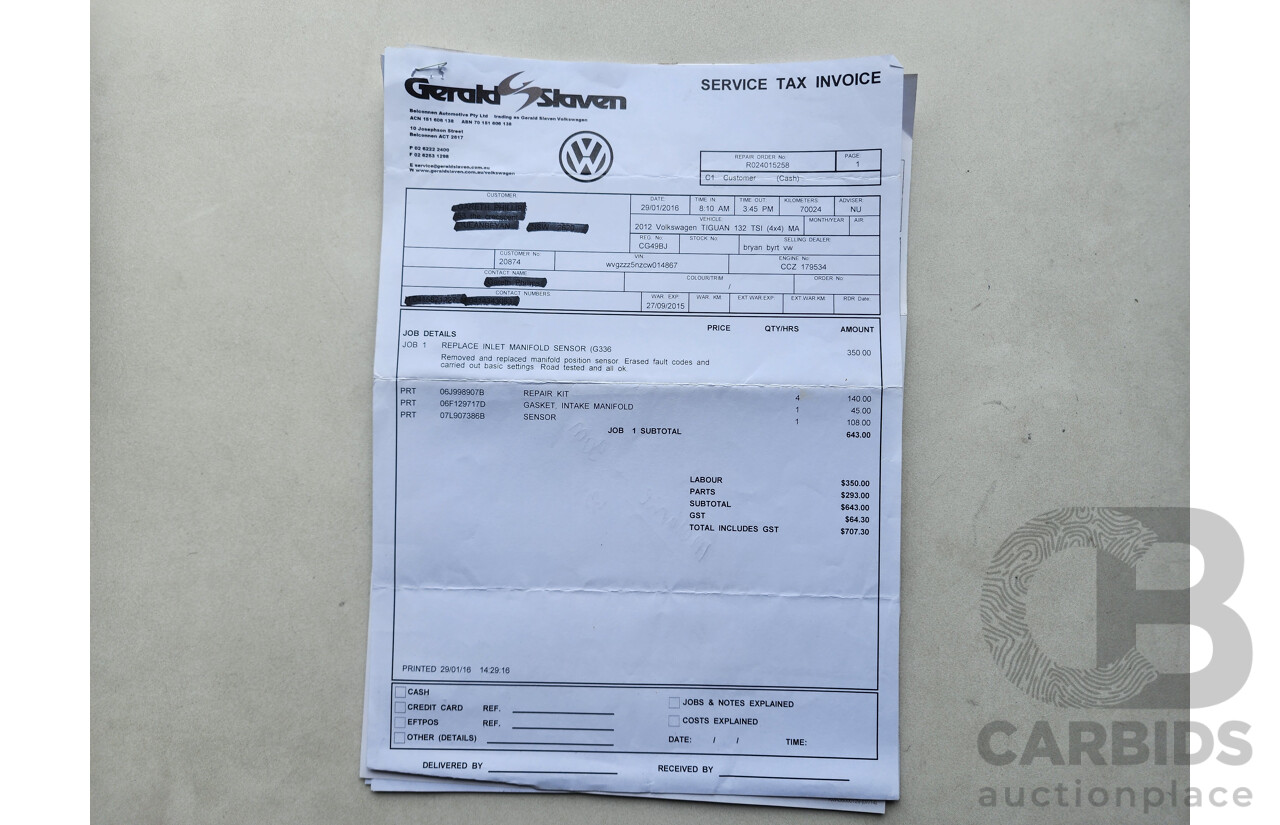 Gerald Slaven
SERVICE TAX INVOICE
Belconnen Automotive Pty Ltd trading as Gerald Slaven Volkswagen
ACN 151 606 138 ABN 70 151 606 138
10 Josephson Street
Belconnen ACT 2617
P 02 6222 2400
F 02 6253 1298
E service@geraldslaven.com.au
W www.geraldslaven.com.au/volkswagen
REPAIR ORDER No: PAGE:
R024015258 1
C1 Customer (Cash)
CUSTOMER
DATE: TIME IN: TIME OUT: KILOMETERS: ADVISER:
29/01/2016 8:10 AM 3:45 PM 70024 NU
VEHICLE: MONTH/YEAR AIR
2012 Volkswagen TIGUAN 132 TSI (4x4) MA
REG. No: STOCK No: SELLING DEALER:
CG49BJ bryan byrt vw
CUSTOMER No: VIN: ENGINE No:
20874 wvgzzz5nzcw014867 CCZ 179534
CONTACT NAME COLOUR/TRIM ORDER No:
/
CONTACT NUMBERS WAR. EXP: WAR. KM EXT.WAR.EXP: EXT.WAR.KM: RDR Date:
27/09/2015
JOB DETAILS PRICE QTY/HRS AMOUNT
JOB 1 REPLACE INLET MANIFOLD SENSOR (G336 350.00
Removed and replaced manifold position sensor. Erased fault codes and
carried out basic settings. Road tested and all ok.
PRT 06J998907B REPAIR KIT 4 140.00
PRT 06F129717D GASKET, INTAKE MANIFOLD 1 45.00
PRT 07L907386B SENSOR 1 108.00
JOB 1 SUBTOTAL 643.00
LABOUR $350.00
PARTS $293.00
SUBTOTAL $643.00
GST $64.30
TOTAL INCLUDES GST $707.30
PRINTED 29/01/16 14:29:16
CASH
CREDIT CARD REF.
EFTPOS REF.
OTHER (DETAILS)
JOBS & NOTES EXPLAINED
COSTS EXPLAINED
DATE: / / TIME:
DELIVERED BY RECEIVED BY
CB
CARBIDS
auctionplace